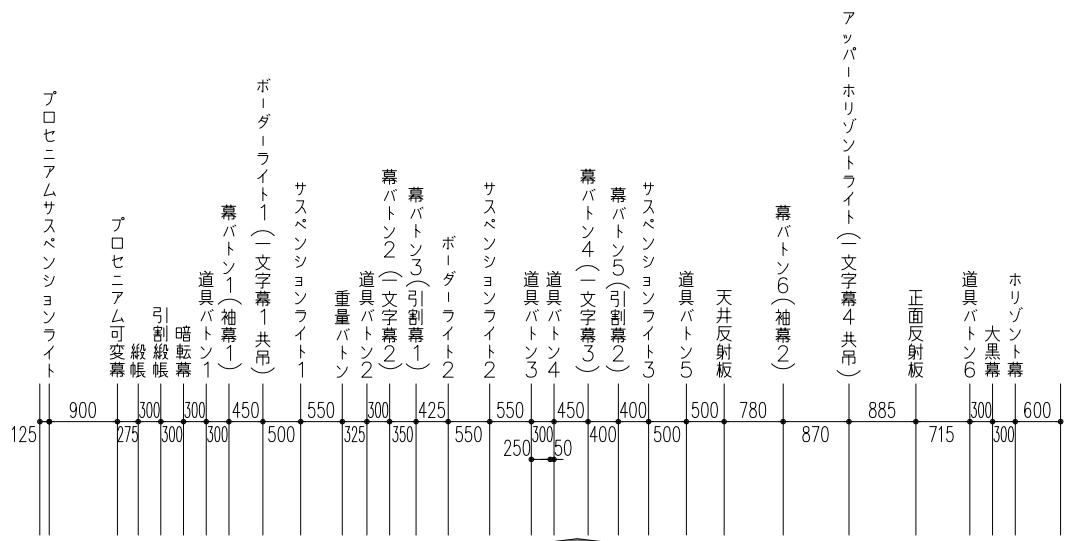 プロセニアムサスペンションライト
プロセニアム可変幕
緞帳
引割緞帳
暗転幕
道具バトン1
幕バトン1(袖幕1)
ボーダーライト1(一文字幕1共吊)
サスペンションライト1
重量バトン
道具バトン2
幕バトン2(一文字幕2)
幕バトン3(引割幕1)
ボーダーライト2
サスペンションライト2
道具バトン3
道具バトン4
幕バトン4(一文字幕3)
幕バトン5(引割幕2)
サスペンションライト3
道具バトン5
天井反射板
幕バトン6(袖幕2)
アッパーホリゾントライト(一文字幕4共吊)
正面反射板
道具バトン6
大黒幕
ホリゾント幕
900 300 300 450 550 300 425 550 450 400 500 780 885 300 600
125 275 300 300 500 325 350 550 300 400 500 870 715 300
250 50